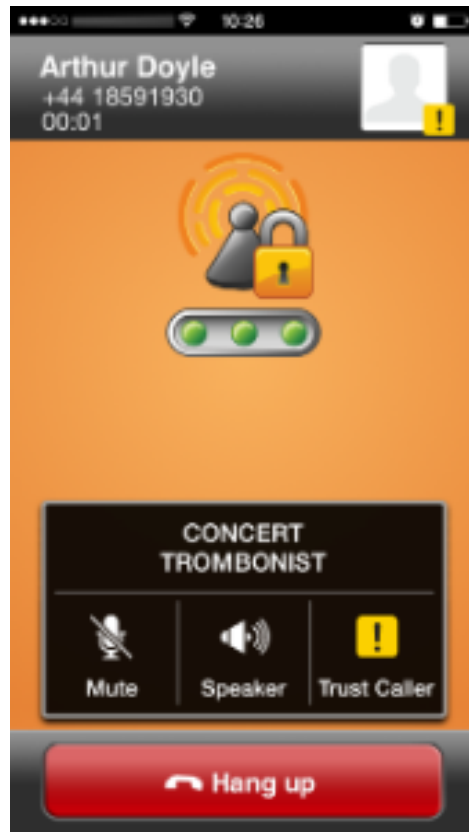 10:26
Arthur Doyle
+44 18591930
00:01
!
CONCERT
TROMBONIST
!
Mute
Speaker
Trust Caller
Hang up